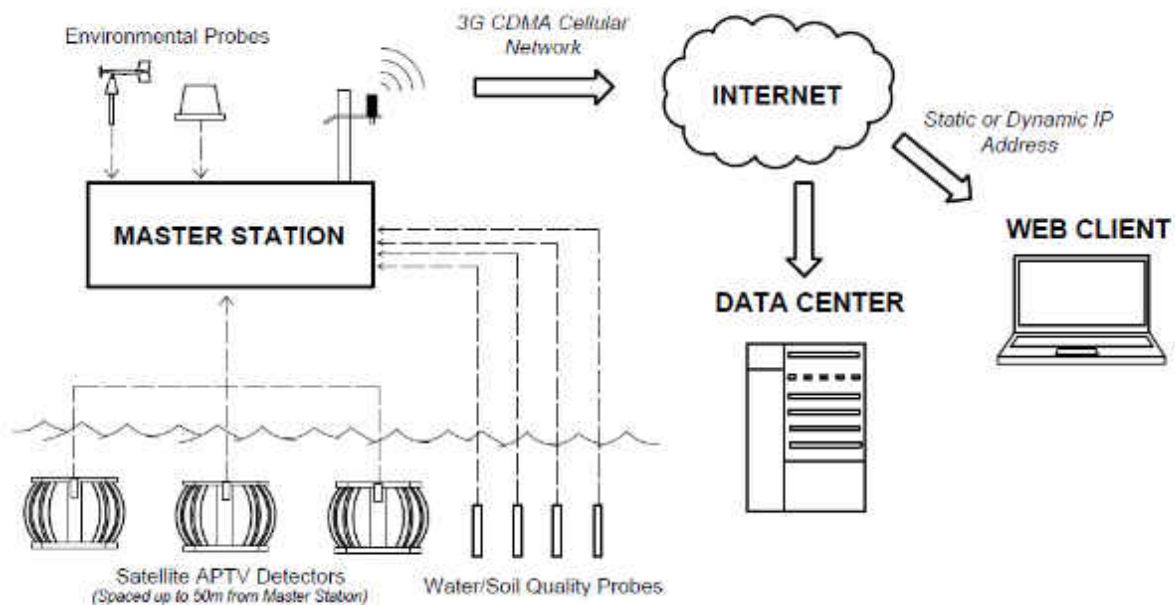 Environmental Probes
3G CDMA Cellular
Network
INTERNET
Static or Dynamic IP
Address
MASTER STATION
WEB CLIENT
DATA CENTER
Satellite APTV Detectors
(Spaced up to 50m from Master Station)
Water/Soil Quality Probes